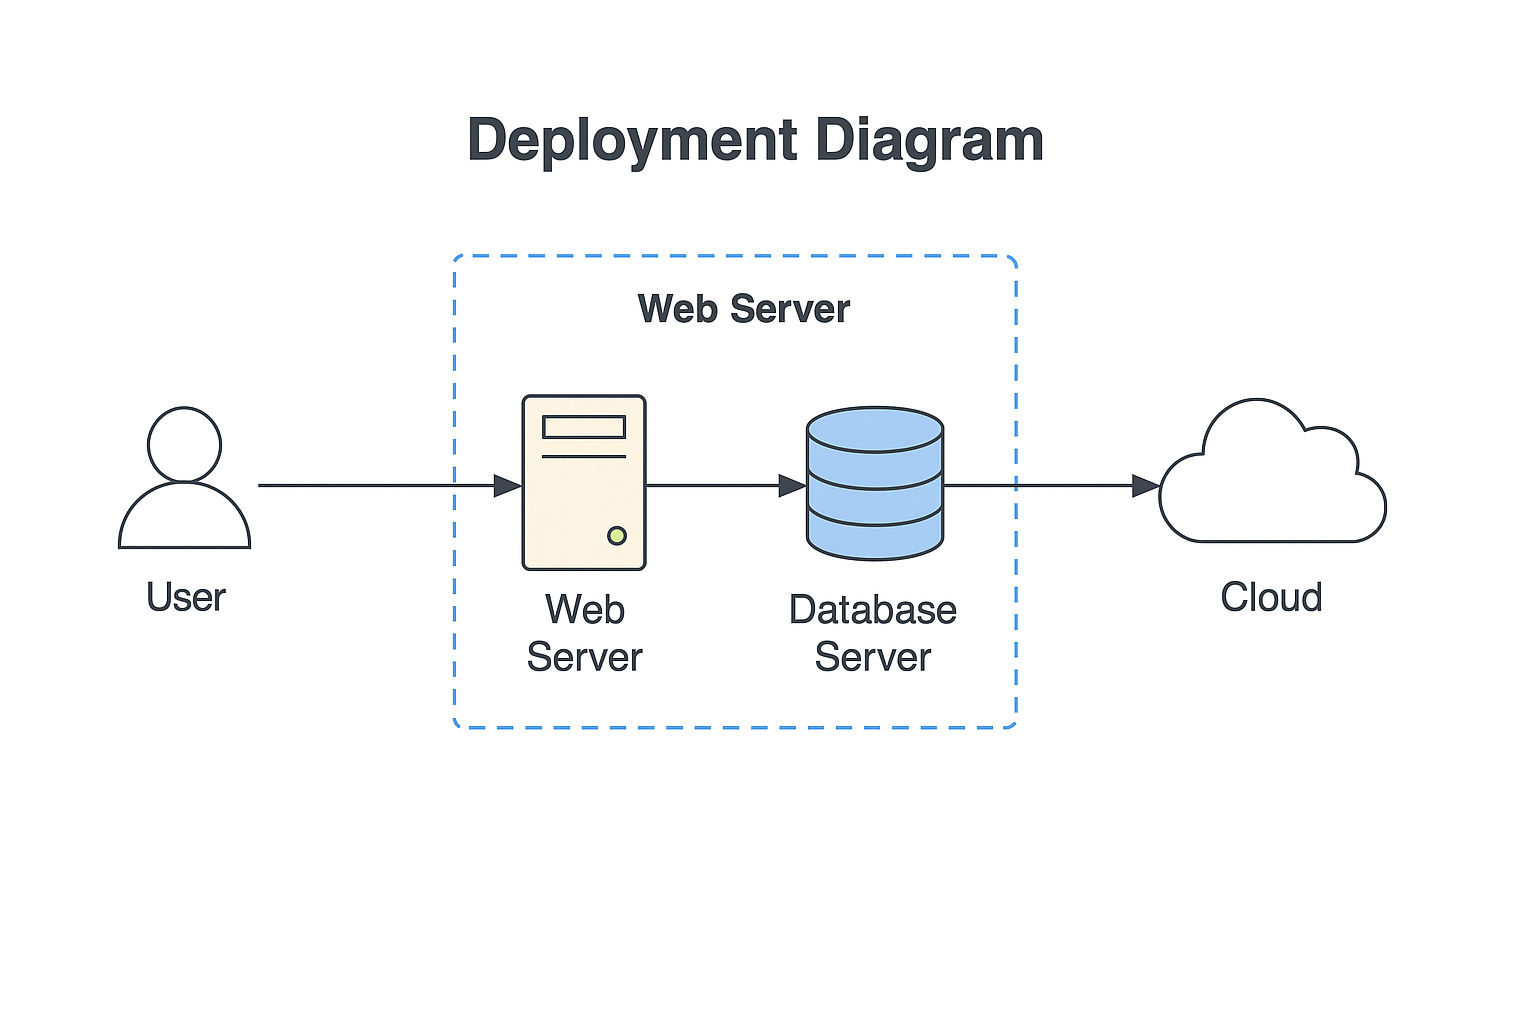 Deployment Diagram
Web Server
User
Web
Server
Database
Server
Cloud